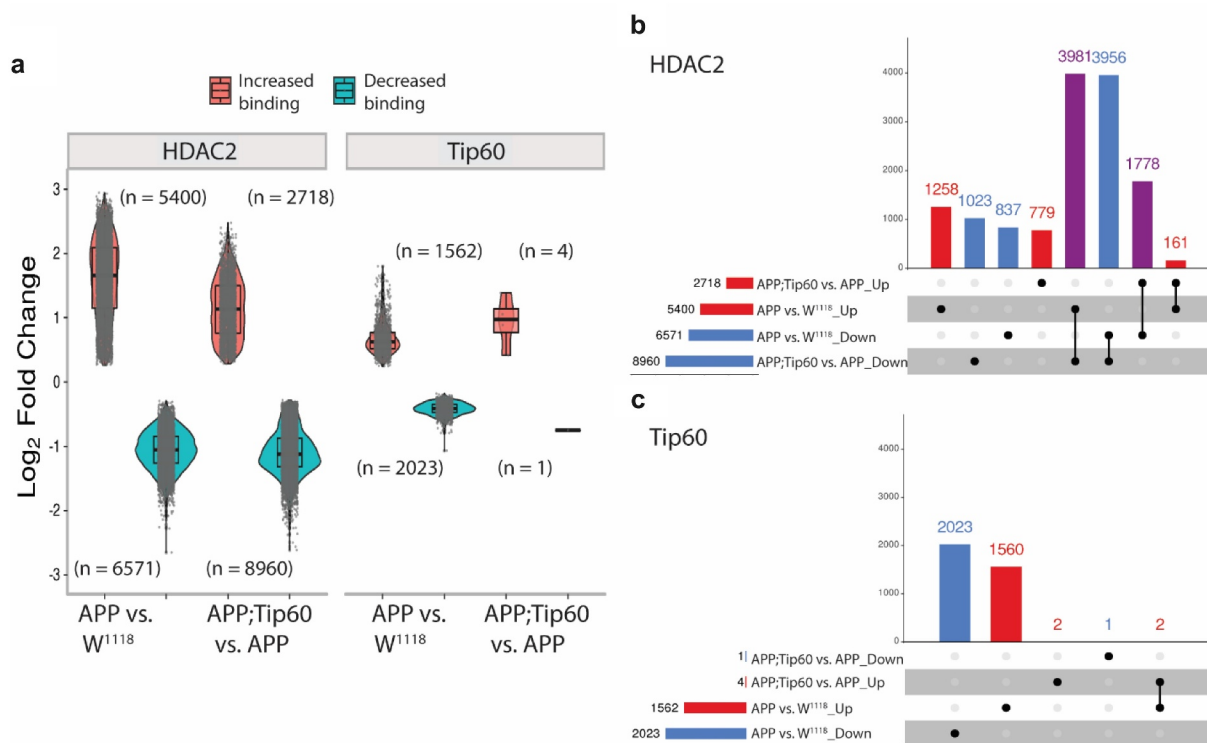 a
Increased
binding
Decreased
binding
HDAC2
Tip60
Log2 Fold Change
3
2
1
0
-1
-2
-3
(n = 5400)
(n = 2718)
(n = 1562)
(n = 4)
(n = 2023)
(n = 1)
(n = 6571)
(n = 8960)
APP vs.
W1118
APP;Tip60
vs. APP
APP vs.
W1118
APP;Tip60
vs. APP
b
HDAC2
4000
3000
2000
1000
0
1258
1023
837
779
3981
3956
1778
161
2718 APP;Tip60 vs. APP_Up
5400 APP vs. W1118_Up
6571 APP vs. W1118_Down
8960 APP;Tip60 vs. APP_Down
c
Tip60
4000
3000
2000
1000
0
2023
1560
2
1
2
1 APP;Tip60 vs. APP_Down
4 APP;Tip60 vs. APP_Up
1562 APP vs. W1118_Up
2023 APP vs. W1118_Down